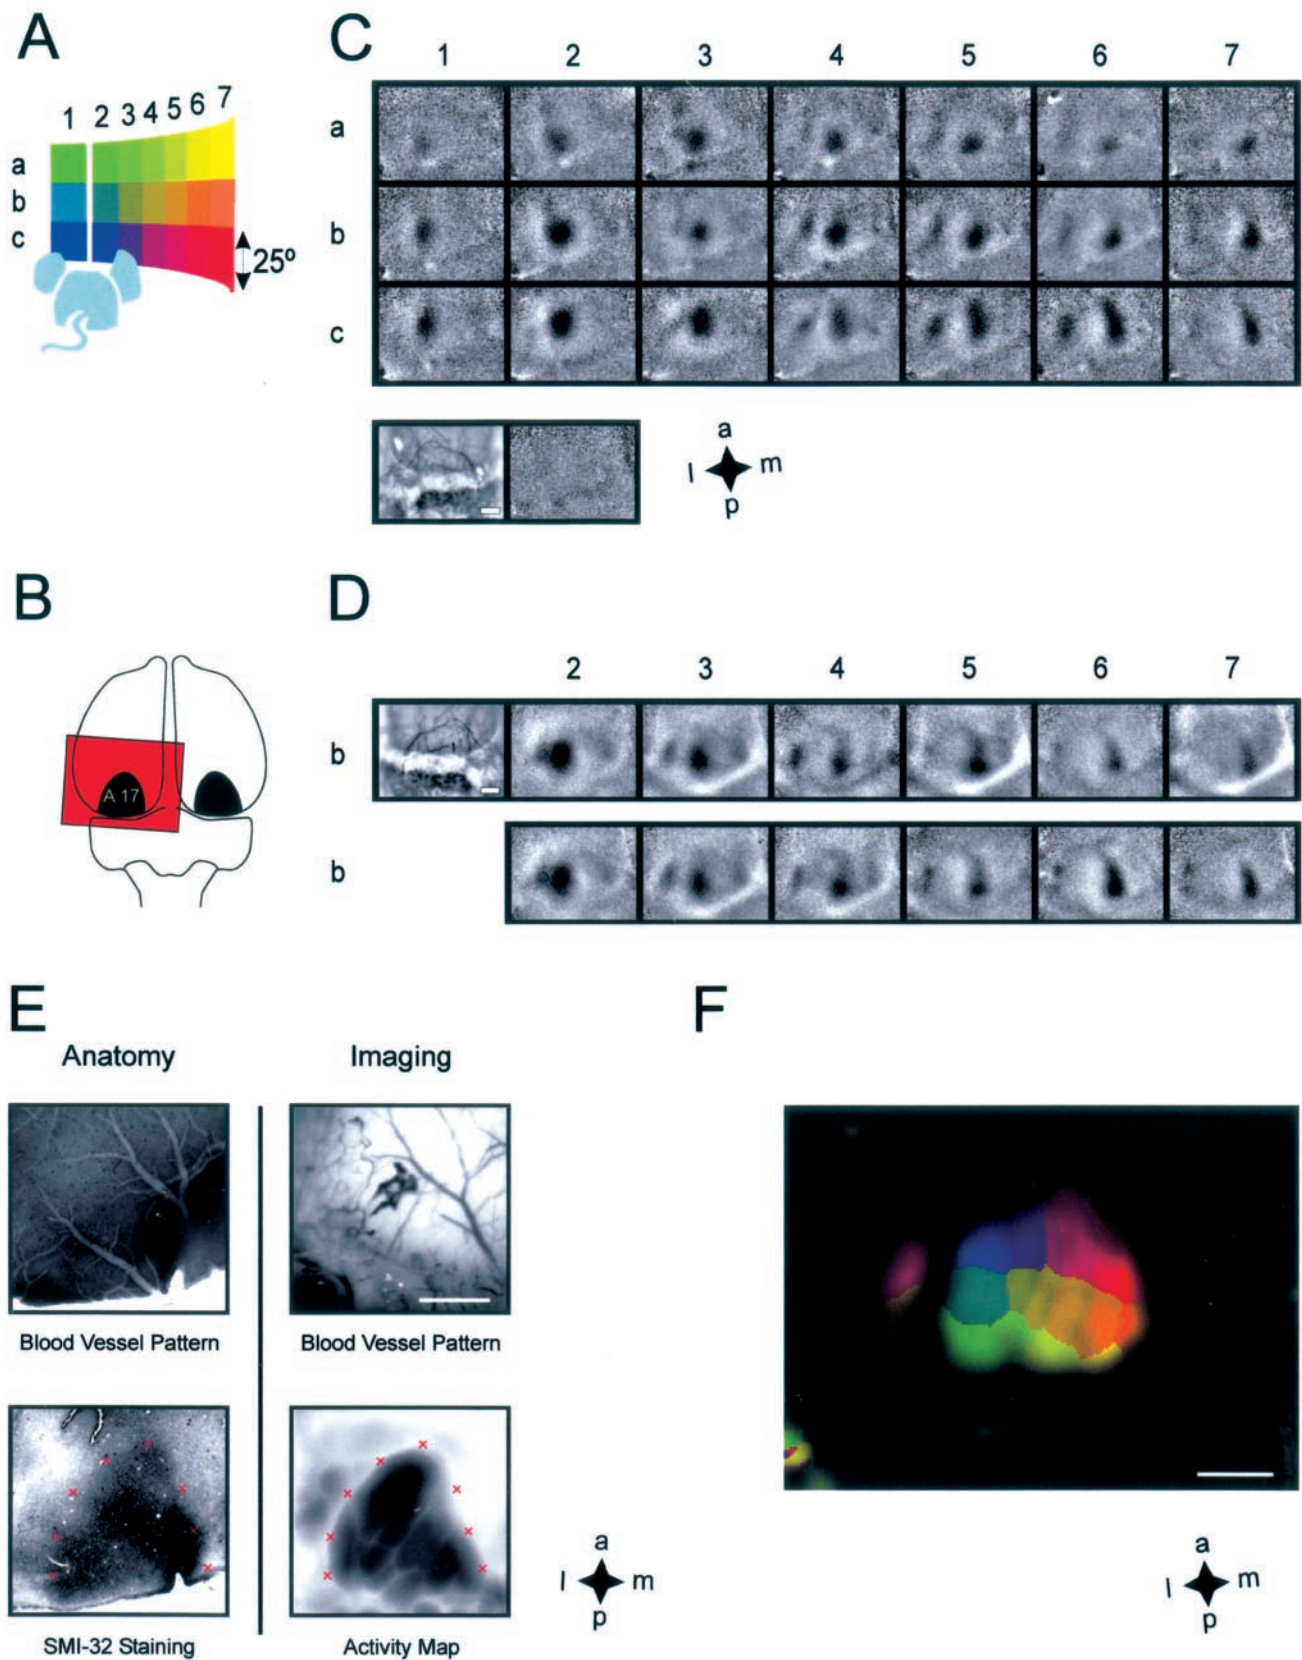 A
1 2 3 4 5 6 7
a
b
c
25º
C
1 2 3 4 5 6 7
a
b
c
a
l m
p
B
A 17
D
2 3 4 5 6 7
b
b
E
Anatomy Imaging
Blood Vessel Pattern Blood Vessel Pattern
SMI-32 Staining Activity Map
a
l m
p
F
a
l m
p